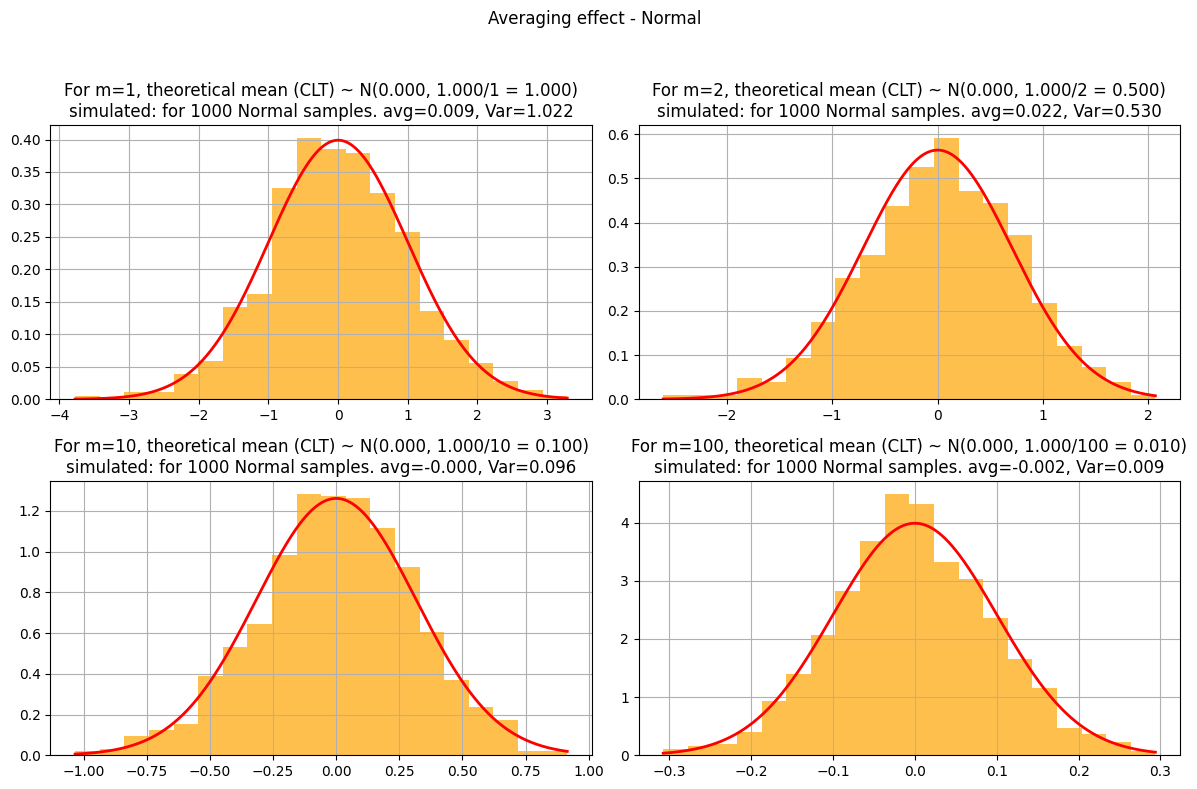 Averaging effect - Normal
For m=1, theoretical mean (CLT) ~ N(0.000, 1.000/1 = 1.000)
simulated: for 1000 Normal samples. avg=0.009, Var=1.022
0.40
0.35
0.30
0.25
0.20
0.15
0.10
0.05
0.00
−4 −3 −2 −1 0 1 2 3
For m=2, theoretical mean (CLT) ~ N(0.000, 1.000/2 = 0.500)
simulated: for 1000 Normal samples. avg=0.022, Var=0.530
0.6
0.5
0.4
0.3
0.2
0.1
0.0
−2 −1 0 1 2
For m=10, theoretical mean (CLT) ~ N(0.000, 1.000/10 = 0.100)
simulated: for 1000 Normal samples. avg=-0.000, Var=0.096
1.2
1.0
0.8
0.6
0.4
0.2
0.0
−1.00 −0.75 −0.50 −0.25 0.00 0.25 0.50 0.75 1.00
For m=100, theoretical mean (CLT) ~ N(0.000, 1.000/100 = 0.010)
simulated: for 1000 Normal samples. avg=-0.002, Var=0.009
4
3
2
1
0
−0.3 −0.2 −0.1 0.0 0.1 0.2 0.3